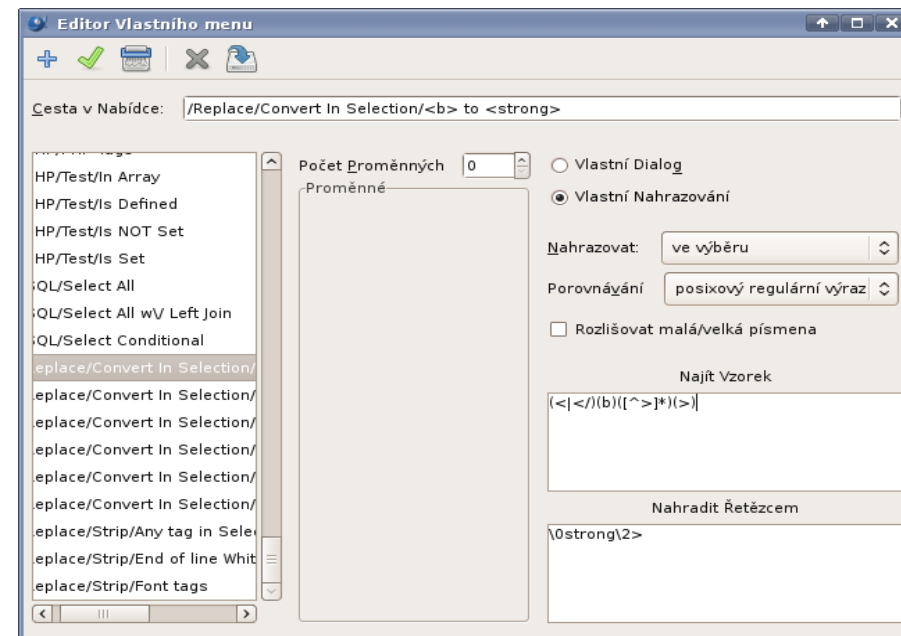 Editor Vlastního menu
Cesta v Nabídce: /Replace/Convert In Selection/<b> to <strong>
HP/Test/In Array
HP/Test/Is Defined
HP/Test/Is NOT Set
HP/Test/Is Set
QL/Select All
QL/Select All w\/ Left Join
QL/Select Conditional
eplace/Convert In Selection/
eplace/Convert In Selection/
eplace/Convert In Selection/
eplace/Convert In Selection/
eplace/Convert In Selection/
eplace/Convert In Selection/
eplace/Strip/Any tag in Sele
eplace/Strip/End of line Whit
eplace/Strip/Font tags
Počet Proměnných 0
Proměnné
Vlastní Dialog
Vlastní Nahrazování
Nahrazovat: ve výběru
Porovnávání posixový regulární výraz
Rozlišovat malá/velká písmena
Najít Vzorek
(<|</)(b)([^>]*)(>)
Nahradit Řetězcem
\0strong\2>